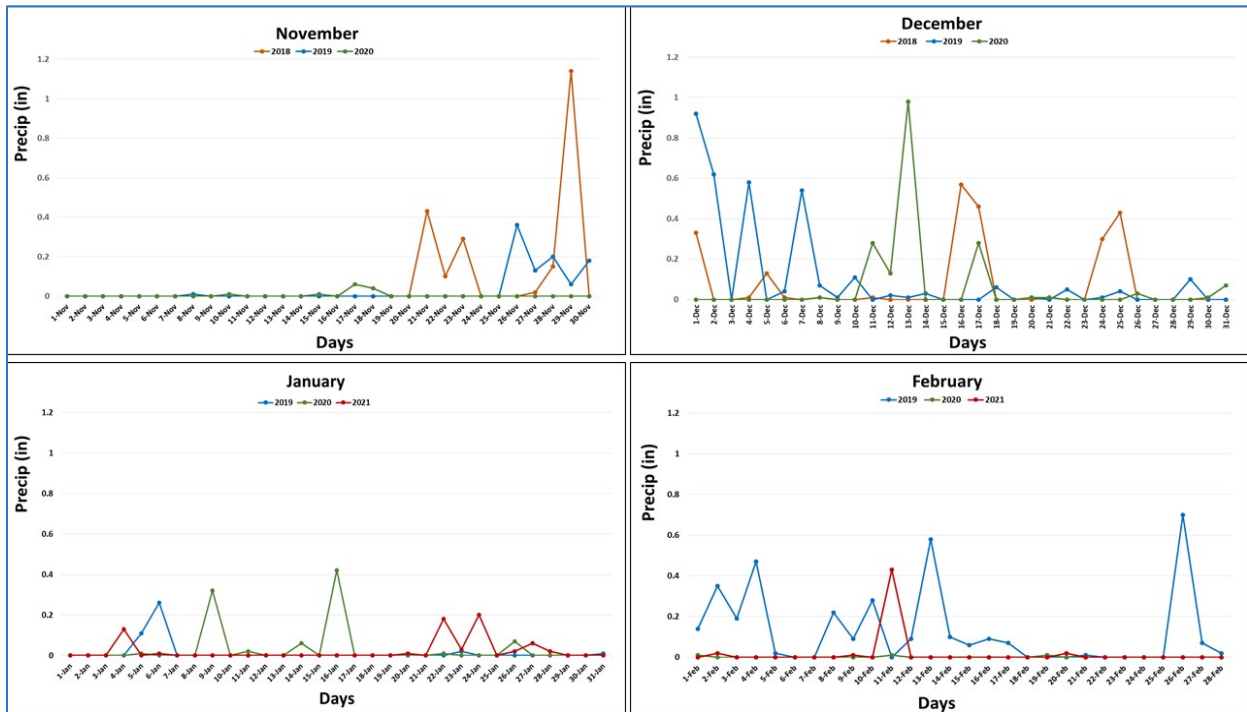 November
2018 2019 2020
Precip (in)
1.2
1
0.8
0.6
0.4
0.2
0
1-Nov 2-Nov 3-Nov 4-Nov 5-Nov 6-Nov 7-Nov 8-Nov 9-Nov 10-Nov 11-Nov 12-Nov 13-Nov 14-Nov 15-Nov 16-Nov 17-Nov 18-Nov 19-Nov 20-Nov 21-Nov 22-Nov 23-Nov 24-Nov 25-Nov 26-Nov 27-Nov 28-Nov 29-Nov 30-Nov
Days
December
2018 2019 2020
Precip (in)
1.2
1
0.8
0.6
0.4
0.2
0
1-Dec 2-Dec 3-Dec 4-Dec 5-Dec 6-Dec 7-Dec 8-Dec 9-Dec 10-Dec 11-Dec 12-Dec 13-Dec 14-Dec 15-Dec 16-Dec 17-Dec 18-Dec 19-Dec 20-Dec 21-Dec 22-Dec 23-Dec 24-Dec 25-Dec 26-Dec 27-Dec 28-Dec 29-Dec 30-Dec 31-Dec
Days
January
2019 2020 2021
Precip (in)
1.2
1
0.8
0.6
0.4
0.2
0
1-Jan 2-Jan 3-Jan 4-Jan 5-Jan 6-Jan 7-Jan 8-Jan 9-Jan 10-Jan 11-Jan 12-Jan 13-Jan 14-Jan 15-Jan 16-Jan 17-Jan 18-Jan 19-Jan 20-Jan 21-Jan 22-Jan 23-Jan 24-Jan 25-Jan 26-Jan 27-Jan 28-Jan 29-Jan 30-Jan 31-Jan
Days
February
2019 2020 2021
Precip (in)
1.2
1
0.8
0.6
0.4
0.2
0
1-Feb 2-Feb 3-Feb 4-Feb 5-Feb 6-Feb 7-Feb 8-Feb 9-Feb 10-Feb 11-Feb 12-Feb 13-Feb 14-Feb 15-Feb 16-Feb 17-Feb 18-Feb 19-Feb 20-Feb 21-Feb 22-Feb 23-Feb 24-Feb 25-Feb 26-Feb 27-Feb 28-Feb
Days